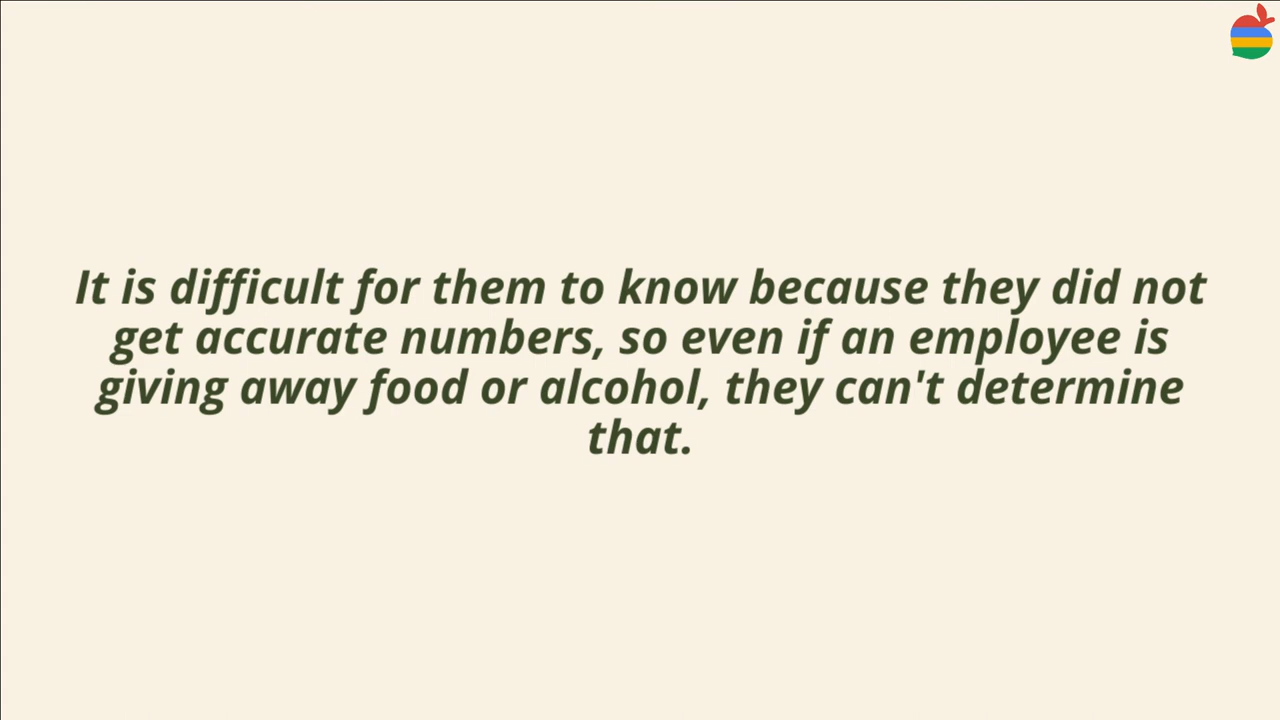 It is difficult for them to know because they did not
get accurate numbers, so even if an employee is
giving away food or alcohol, they can't determine
that.